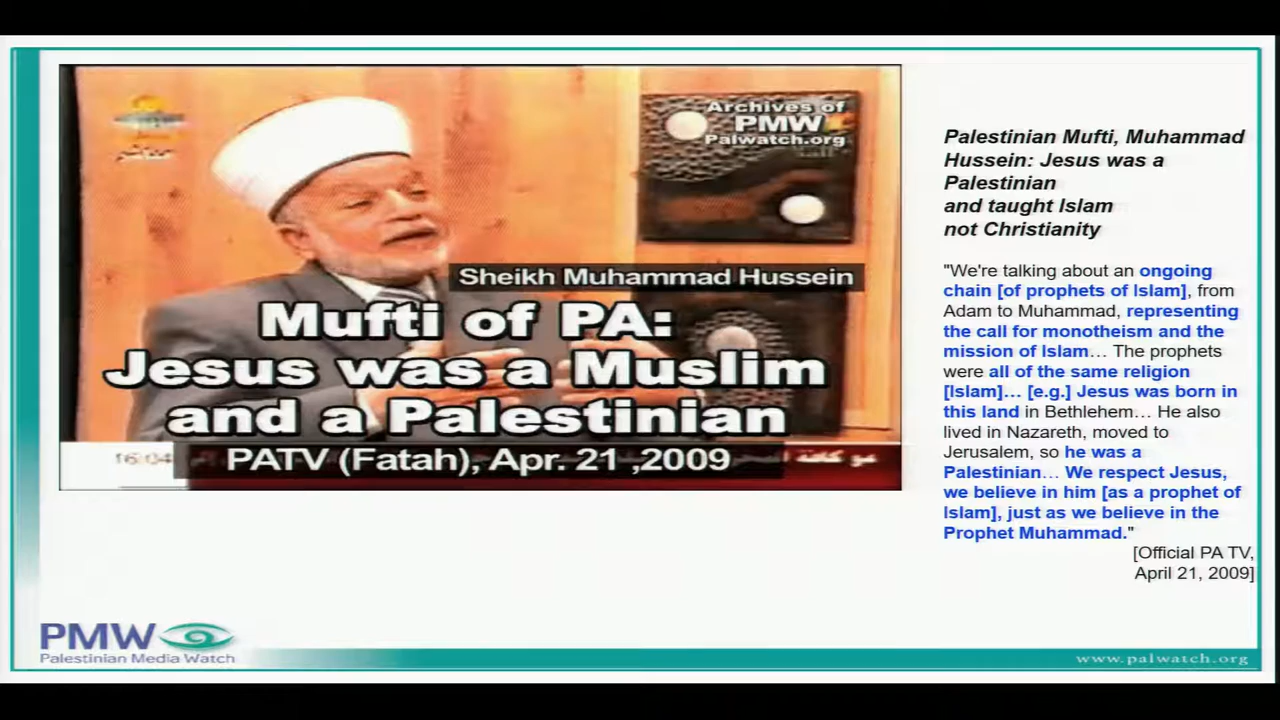 Archives of
PMW
Palwatch.org
مباشر
Sheikh Muhammad Hussein
Mufti of PA:
Jesus was a Muslim
and a Palestinian
16:04
PATV (Fatah), Apr. 21 ,2009
Palestinian Mufti, Muhammad
Hussein: Jesus was a
Palestinian
and taught Islam
not Christianity
"We're talking about an ongoing
chain [of prophets of Islam], from
Adam to Muhammad, representing
the call for monotheism and the
mission of Islam… The prophets
were all of the same religion
[Islam]… [e.g.] Jesus was born in
this land in Bethlehem… He also
lived in Nazareth, moved to
Jerusalem, so he was a
Palestinian… We respect Jesus,
we believe in him [as a prophet of
Islam], just as we believe in the
Prophet Muhammad."
[Official PA TV,
April 21, 2009]
PMW
Palestinian Media Watch
www.palwatch.org